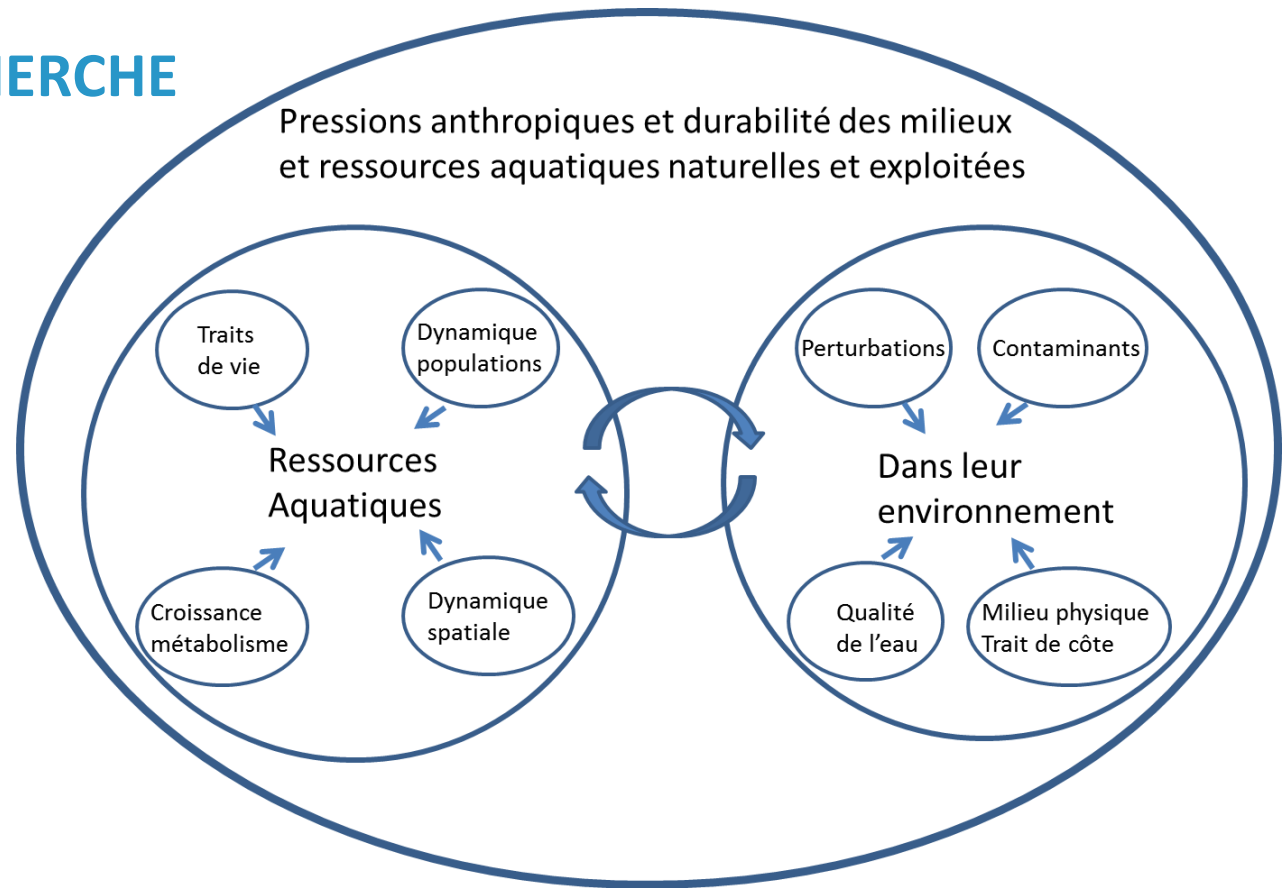 HERCHE
Pressions anthropiques et durabilité des milieux
et ressources aquatiques naturelles et exploitées
Traits
de vie
Dynamique
populations
Ressources
Aquatiques
Croissance
métabolisme
Dynamique
spatiale
Perturbations
Contaminants
Dans leur
environnement
Qualité
de l'eau
Milieu physique
Trait de côte